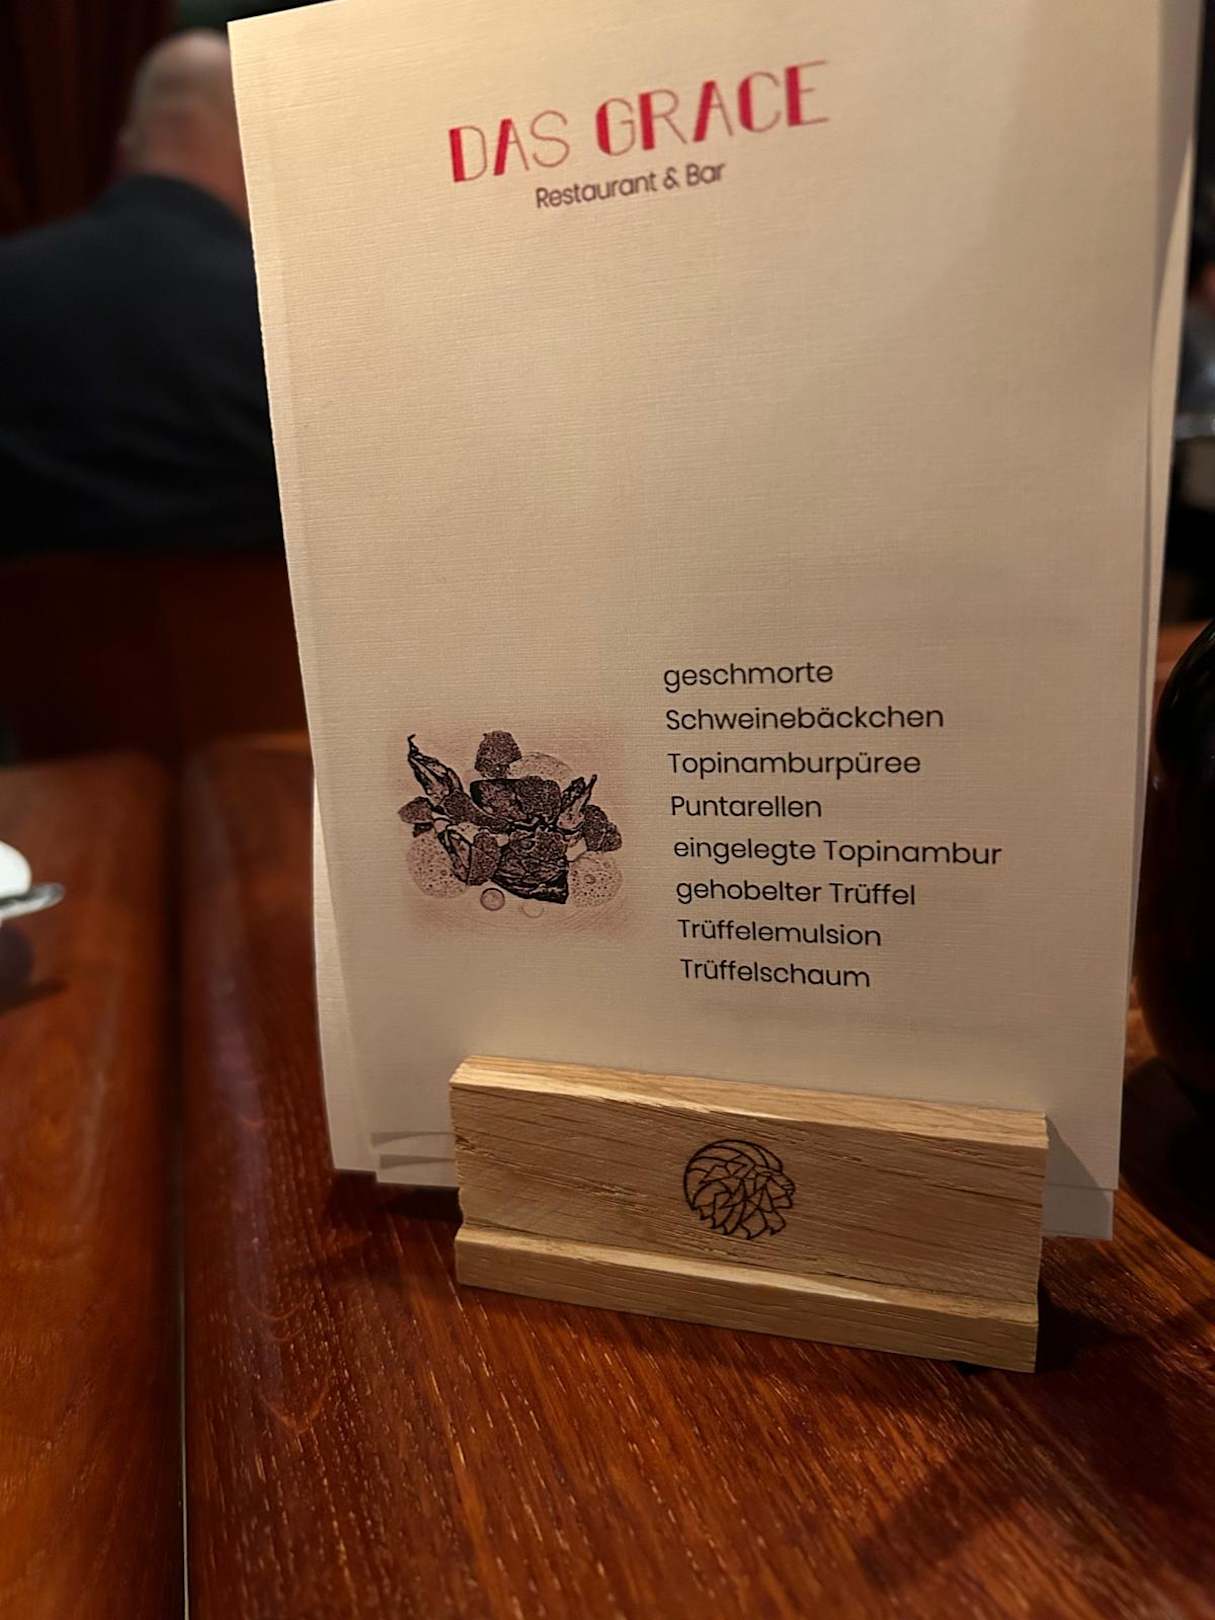 DAS GRACE
Restaurant & Bar
geschmorte
Schweinebäckchen
Topinamburpüree
Puntarellen
eingelegte Topinambur
gehobelter Trüffel
Trüffelemulsion
Trüffelschaum